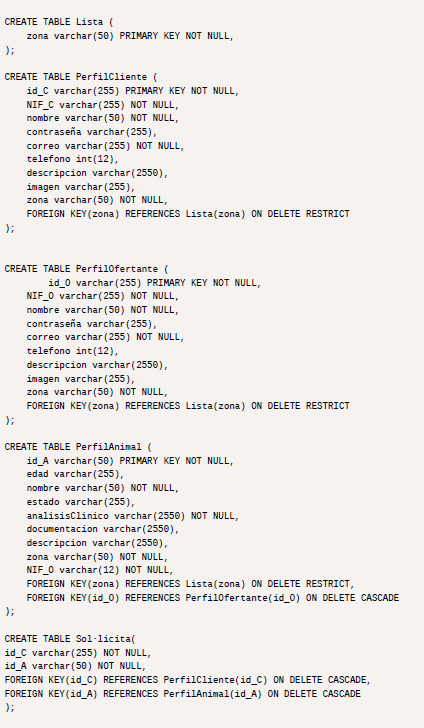 CREATE TABLE Lista (
zona varchar(50) PRIMARY KEY NOT NULL,
);
CREATE TABLE PerfilCliente (
id_C varchar(255) PRIMARY KEY NOT NULL,
NIF_C varchar(255) NOT NULL,
nombre varchar(50) NOT NULL,
contraseña varchar(255),
correo varchar(255) NOT NULL,
telefono int(12),
descripcion varchar(2550),
imagen varchar(255),
zona varchar(50) NOT NULL,
FOREIGN KEY(zona) REFERENCES Lista(zona) ON DELETE RESTRICT
);
CREATE TABLE PerfilOfertante (
id_O varchar(255) PRIMARY KEY NOT NULL,
NIF_O varchar(255) NOT NULL,
nombre varchar(50) NOT NULL,
contraseña varchar(255),
correo varchar(255) NOT NULL,
telefono int(12),
descripcion varchar(2550),
imagen varchar(255),
zona varchar(50) NOT NULL,
FOREIGN KEY(zona) REFERENCES Lista(zona) ON DELETE RESTRICT
);
CREATE TABLE PerfilAnimal (
id_A varchar(50) PRIMARY KEY NOT NULL,
edad varchar(255),
nombre varchar(50) NOT NULL,
estado varchar(255),
analisisClinico varchar(2550) NOT NULL,
documentacion varchar(2550),
descripcion varchar(2550),
zona varchar(50) NOT NULL,
NIF_O varchar(12) NOT NULL,
FOREIGN KEY(zona) REFERENCES Lista(zona) ON DELETE RESTRICT,
FOREIGN KEY(id_O) REFERENCES PerfilOfertante(id_O) ON DELETE CASCADE
);
CREATE TABLE Sol·licita(
id_C varchar(255) NOT NULL,
id_A varchar(50) NOT NULL,
FOREIGN KEY(id_C) REFERENCES PerfilCliente(id_C) ON DELETE CASCADE,
FOREIGN KEY(id_A) REFERENCES PerfilAnimal(id_A) ON DELETE CASCADE
);